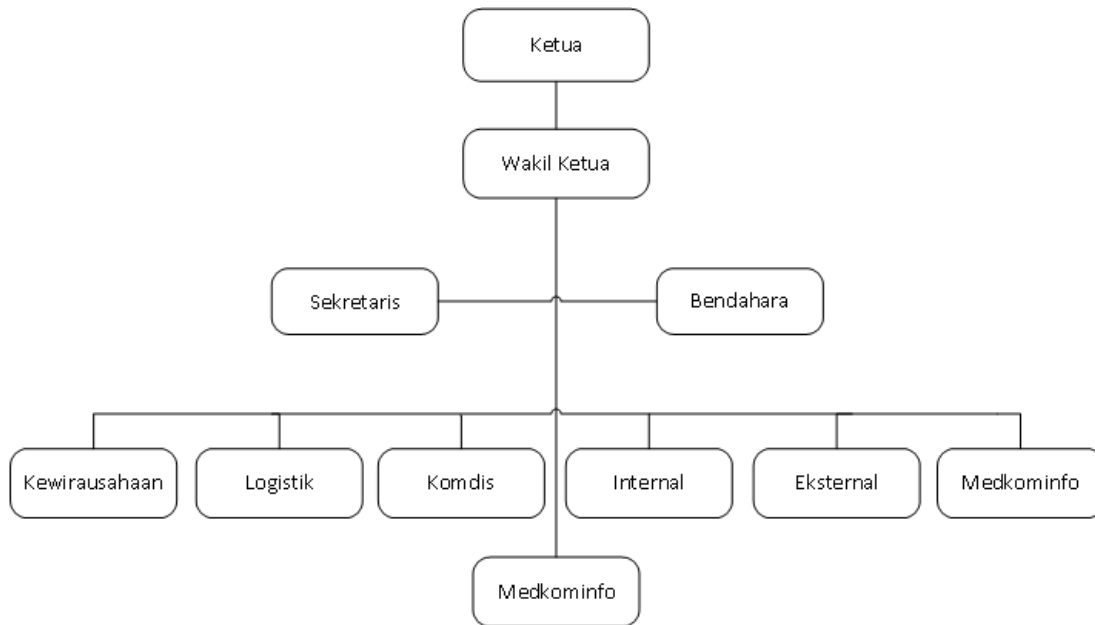 Ketua
Wakil Ketua
Sekretaris
Bendahara
Kewirausahaan
Logistik
Komdis
Internal
Eksternal
Medkominfo
Medkominfo